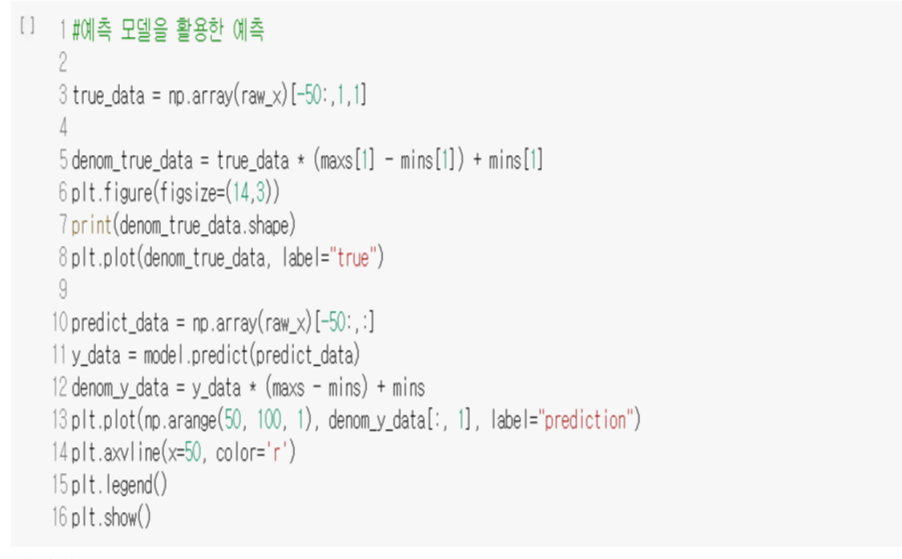 [ ] 1 #예측 모델을 활용한 예측
2
3 true_data = np.array(raw_x)[-50:,1,1]
4
5 denom_true_data = true_data * (maxs[1] - mins[1]) + mins[1]
6 plt.figure(figsize=(14,3))
7 print(denom_true_data.shape)
8 plt.plot(denom_true_data, label="true")
9
10 predict_data = np.array(raw_x)[-50:,:]
11 y_data = model.predict(predict_data)
12 denom_y_data = y_data * (maxs - mins) + mins
13 plt.plot(np.arange(50, 100, 1), denom_y_data[:, 1], label="prediction")
14 plt.axvline(x=50, color='r')
15 plt.legend()
16 plt.show()